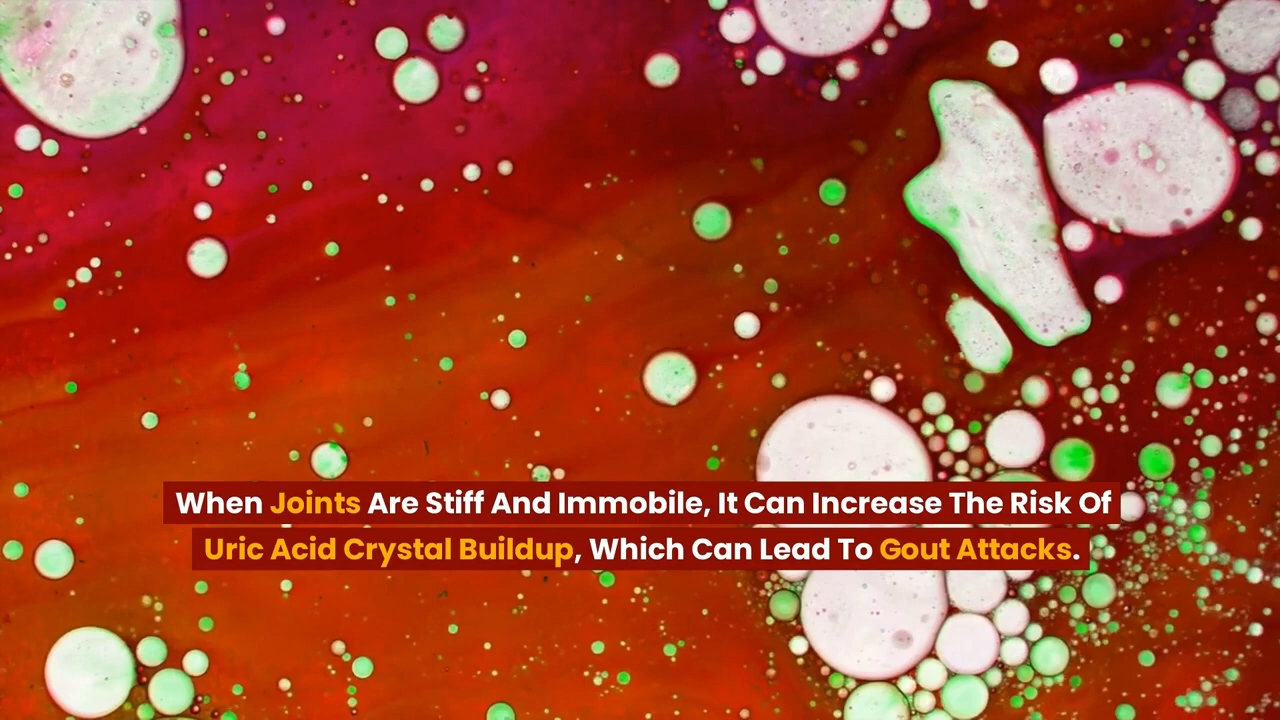 When Joints Are Stiff And Immobile, It Can Increase The Risk Of
Uric Acid Crystal Buildup, Which Can Lead To Gout Attacks.